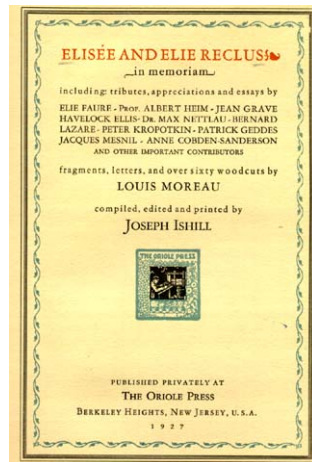 ELISÉE AND ELIE RECLUS
in memoriam
including: tributes, appreciations and essays by
ELIE FAURE - PROF. ALBERT HEIM - JEAN GRAVE
HAVELOCK ELLIS - DR. MAX NETTLAU - BERNARD
LAZARE - PETER KROPOTKIN - PATRICK GEDDES
JACQUES MESNIL - ANNE COBDEN-SANDERSON
AND OTHER IMPORTANT CONTRIBUTORS
fragments, letters, and over sixty woodcuts by
LOUIS MOREAU
compiled, edited and printed by
JOSEPH ISHILL
THE ORIOLE PRESS
PUBLISHED PRIVATELY AT
THE ORIOLE PRESS
BERKELEY HEIGHTS, NEW JERSEY, U.S.A.
1927